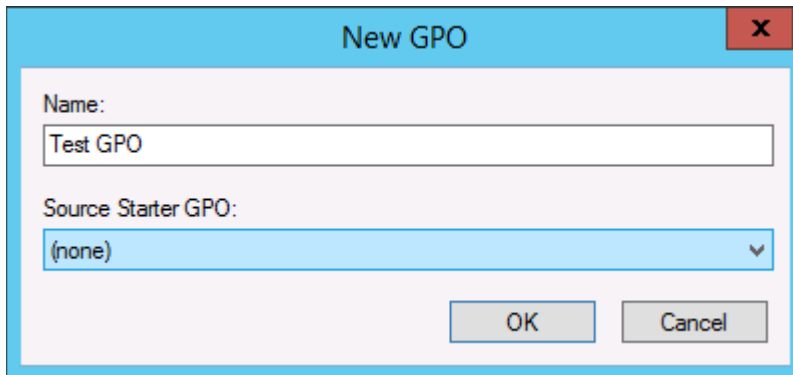 New GPO
x
Name:
Test GPO
Source Starter GPO:
(none)
OK Cancel